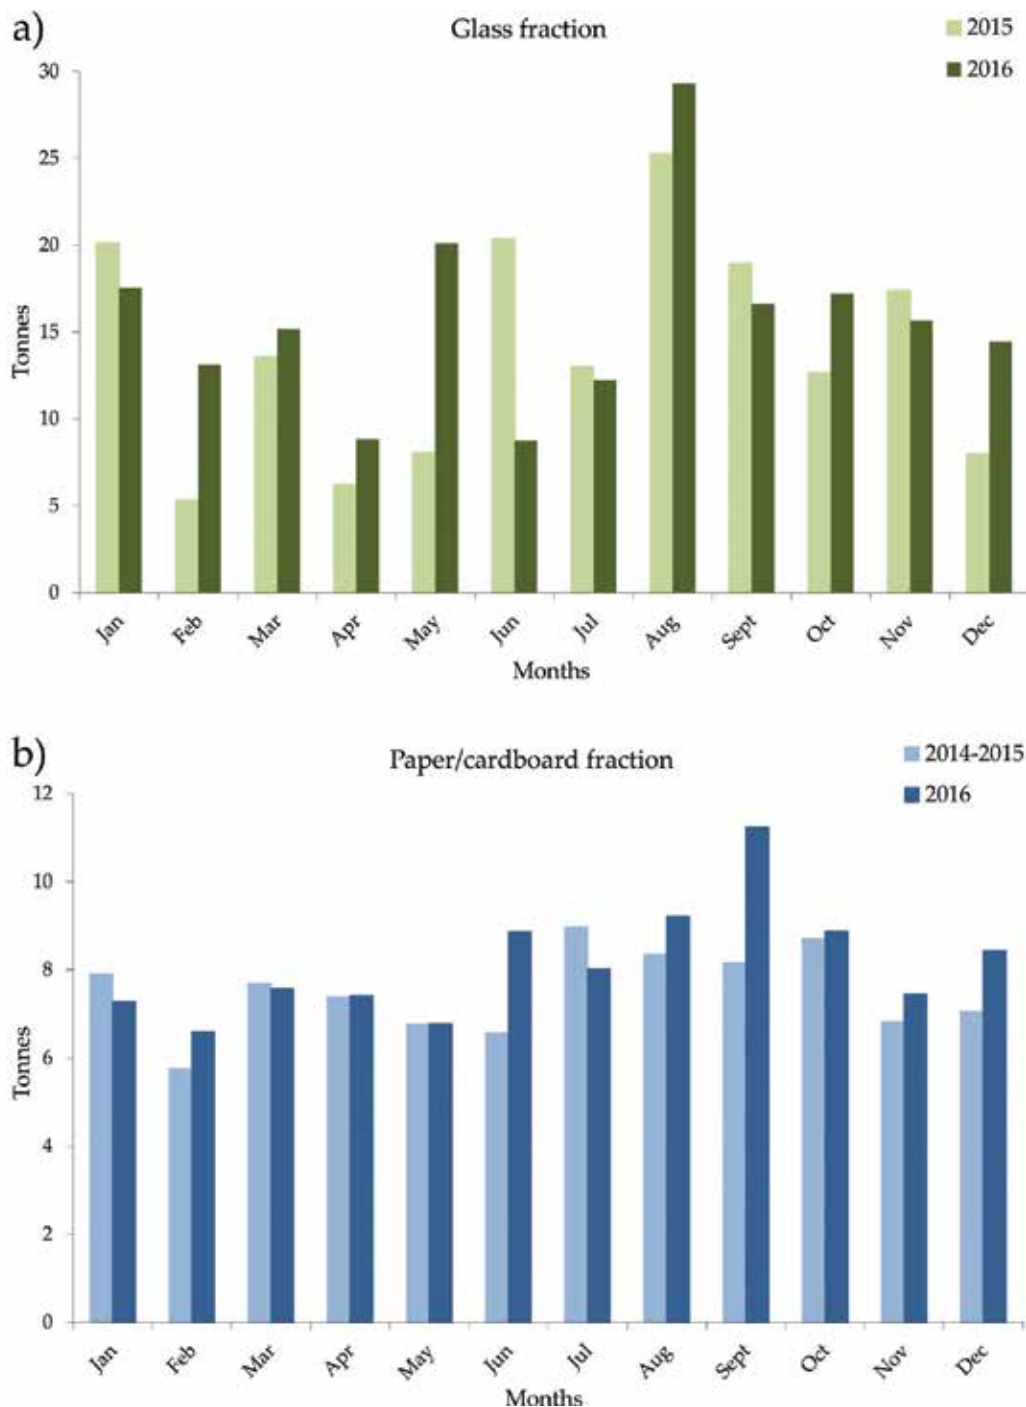 a)
Glass fraction
2015
2016
30
25
20
15
10
5
0
Tonnes
Jan Feb Mar Apr May Jun Jul Aug Sept Oct Nov Dec
Months
b)
Paper/cardboard fraction
2014-2015
2016
12
10
8
6
4
2
0
Tonnes
Jan Feb Mar Apr May Jun Jul Aug Sept Oct Nov Dec
Months